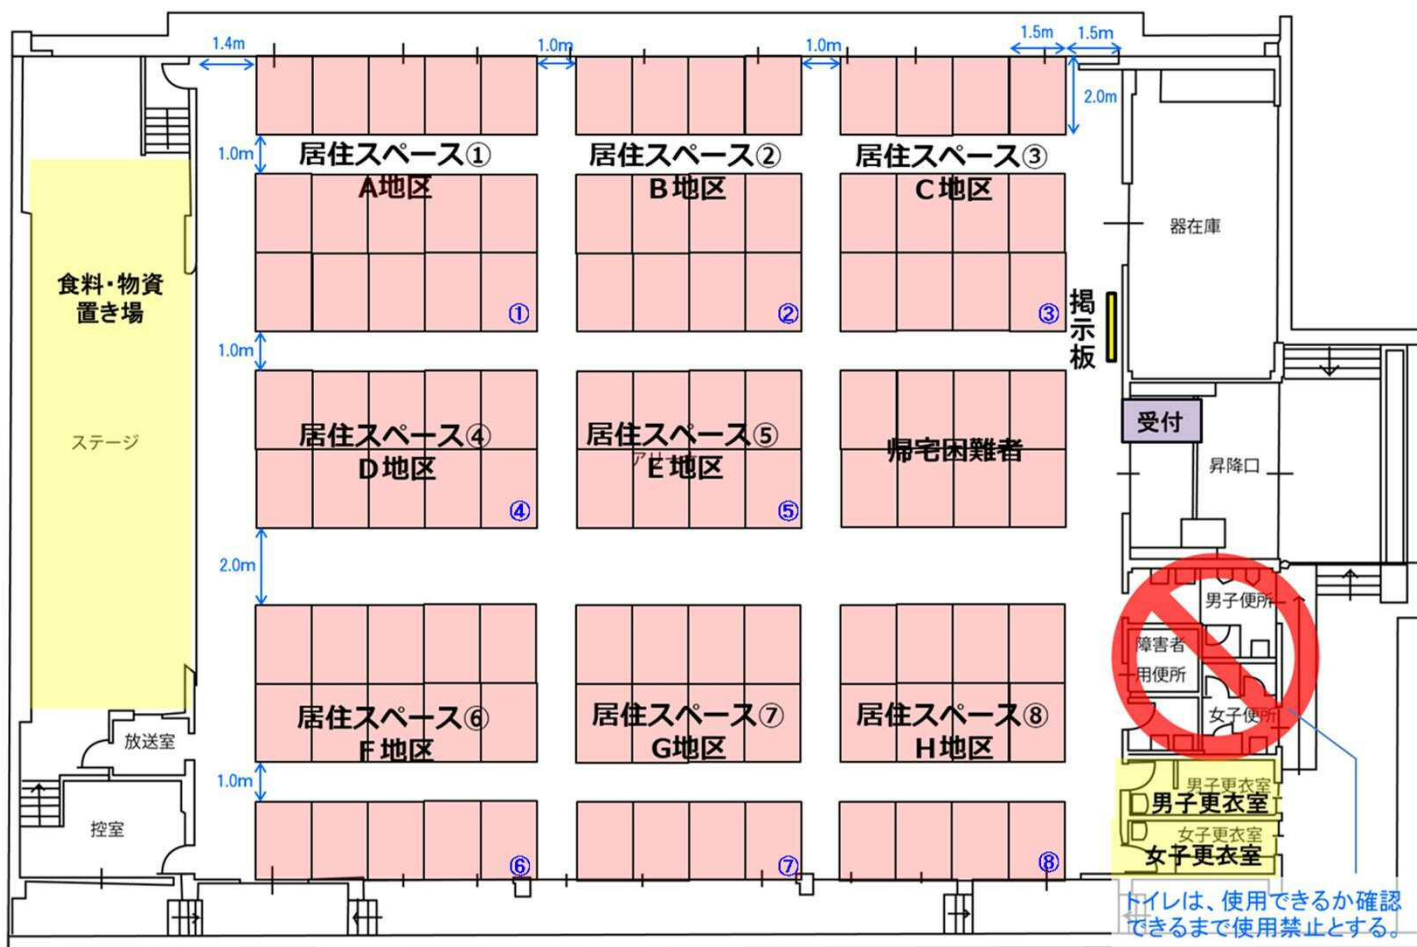 1.4m
1.0m
1.0m
1.5m
1.5m
2.0m
1.0m
居住スペース①
A地区
居住スペース②
B地区
居住スペース③
C地区
器在庫
食料・物資
置き場
①
②
③
掲示板
1.0m
ステージ
居住スペース④
D地区
居住スペース⑤
E地区
帰宅困難者
受付
昇降口
④
⑤
2.0m
男子便所
障害者
用便所
女子便所
居住スペース⑥
F地区
居住スペース⑦
G地区
居住スペース⑧
H地区
放送室
1.0m
男子更衣室
男子更衣室
控室
女子更衣室
女子更衣室
⑥
⑦
⑧
トイレは、使用できるか確認
できるまで使用禁止とする。